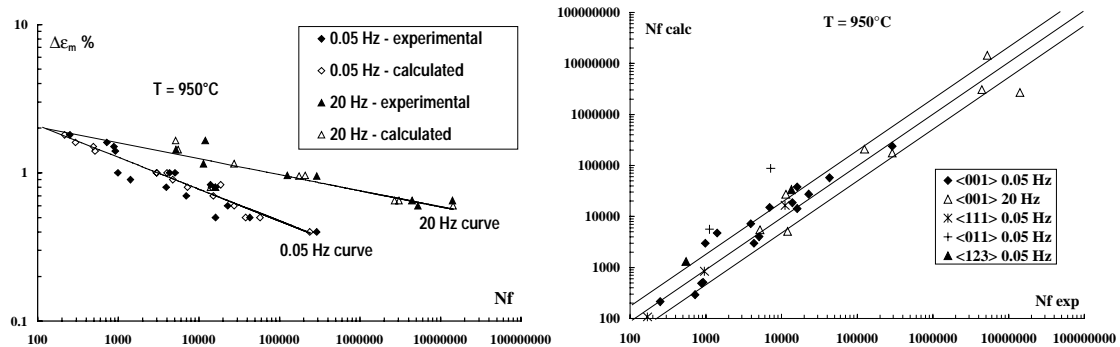 10
Δεm %
T = 950°C
◆ 0.05 Hz - experimental
◇ 0.05 Hz - calculated
▲ 20 Hz - experimental
△ 20 Hz - calculated
1
20 Hz curve
0.05 Hz curve
Nf
0.1
100 1000 10000 100000 1000000 10000000 100000000
100000000
Nf calc
T = 950°C
10000000
1000000
100000
◆ <001> 0.05 Hz
△ <001> 20 Hz
<111> 0.05 Hz
+ <011> 0.05 Hz
▲ <123> 0.05 Hz
10000
1000
Nf exp
100
100 1000 10000 100000 1000000 10000000 100000000